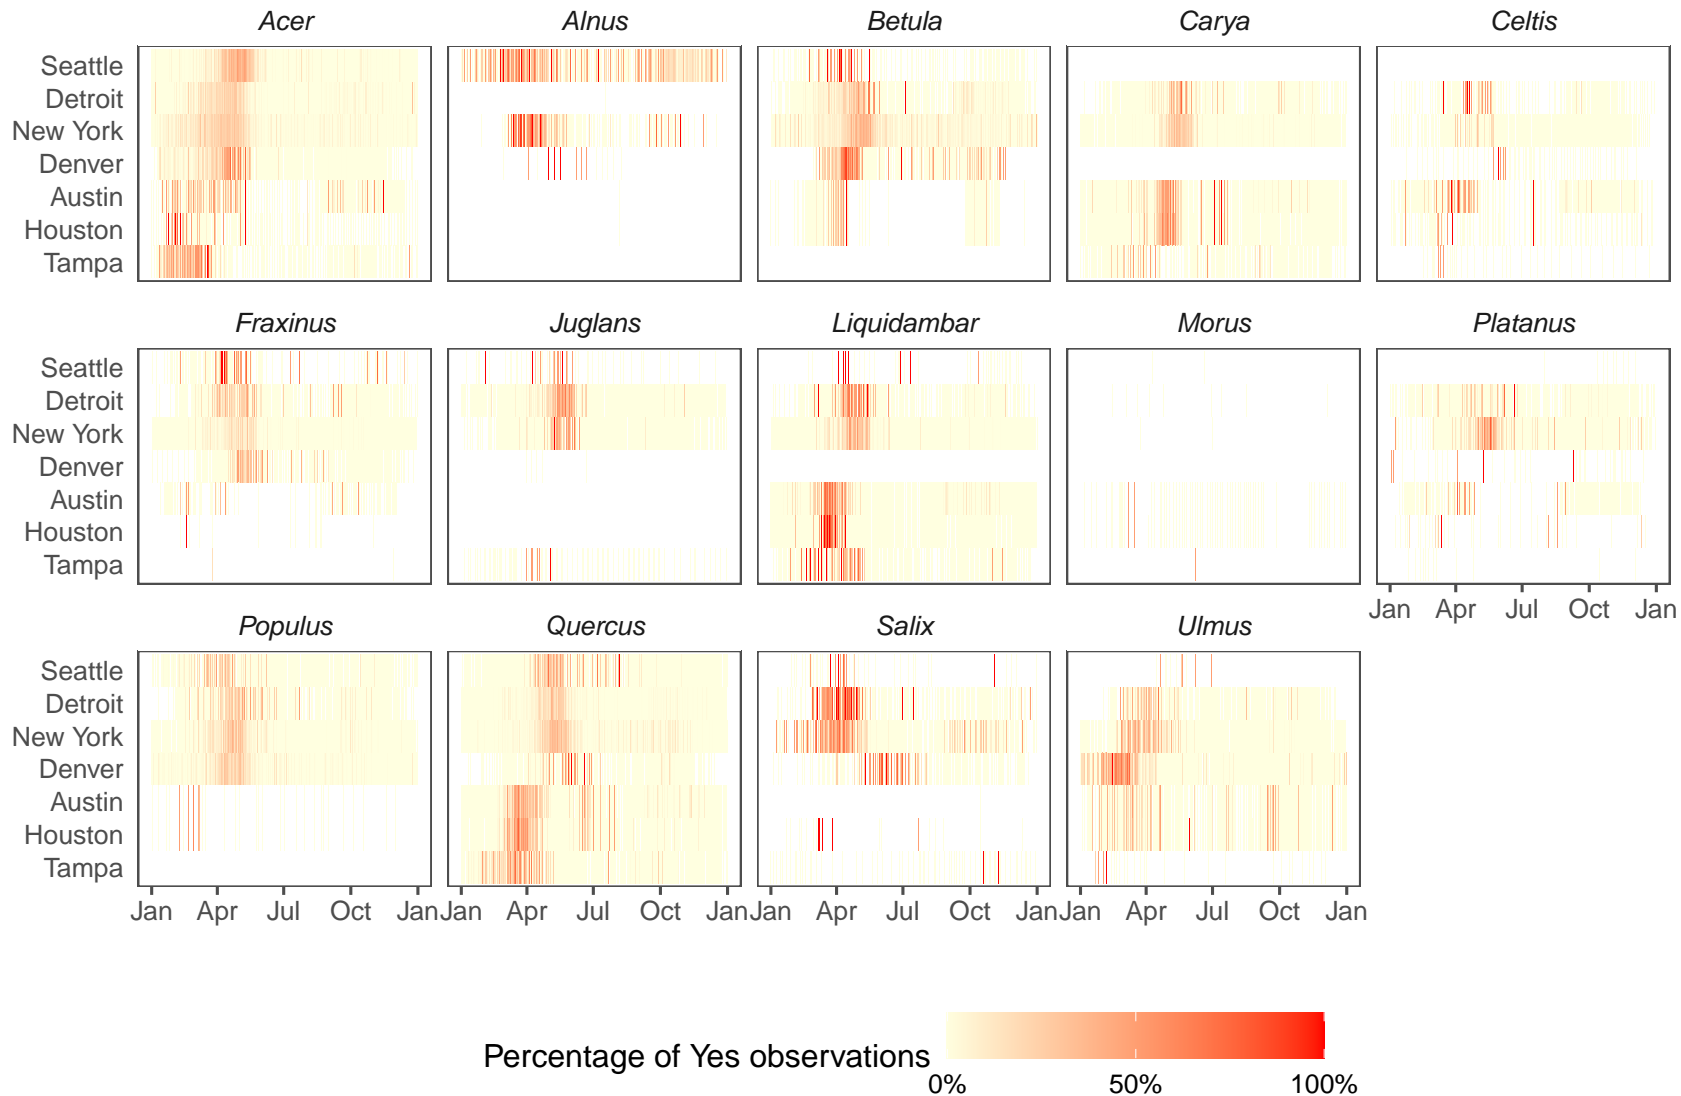 Acer Alnus Betula Carya Celtis
Seattle
Detroit
New York
Denver
Austin
Houston
Tampa
Fraxinus Juglans Liquidambar Morus Platanus
Seattle
Detroit
New York
Denver
Austin
Houston
Tampa
Jan Apr Jul Oct Jan
Populus Quercus Salix Ulmus
Seattle
Detroit
New York
Denver
Austin
Houston
Tampa
Jan Apr Jul Oct Jan Jan Apr Jul Oct Jan Jan Apr Jul Oct Jan Jan Apr Jul Oct Jan
Percentage of Yes observations
0% 50% 100%